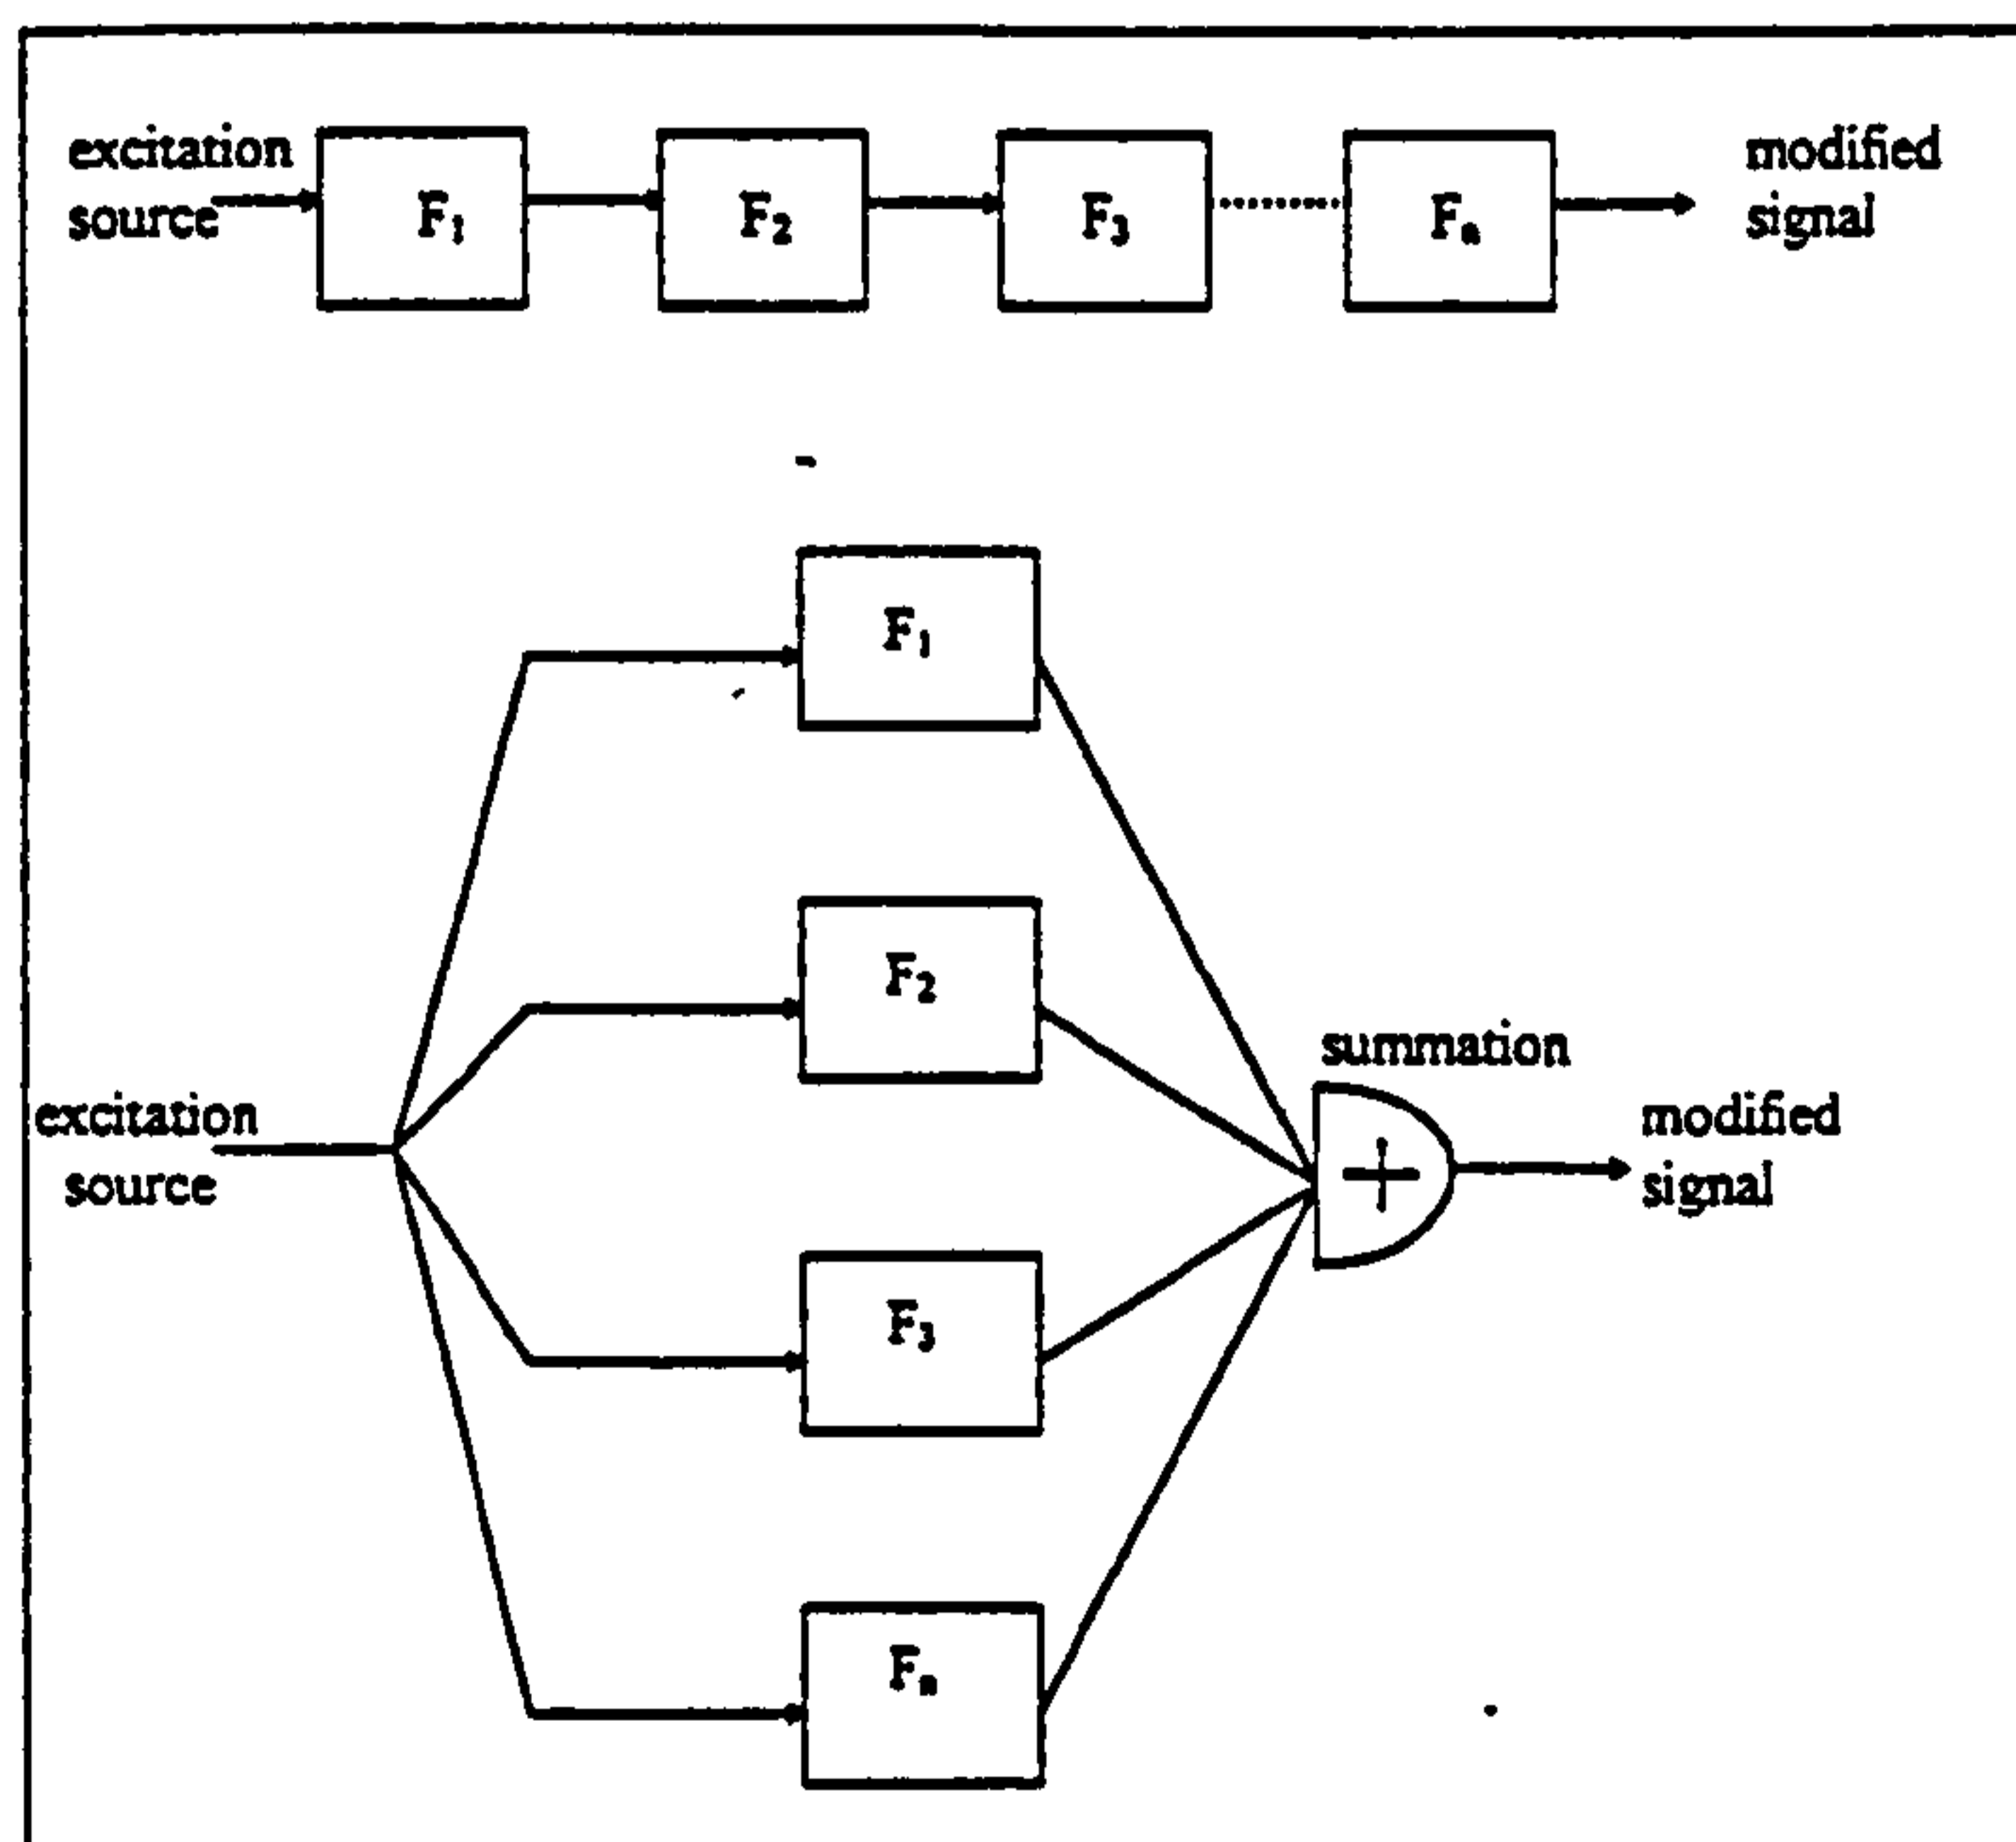 excitation
source
F₁
F₂
F₃
Fₙ
modified
signal
F₁
F₂
F₃
Fₙ
excitation
source
summation
+
modified
signal